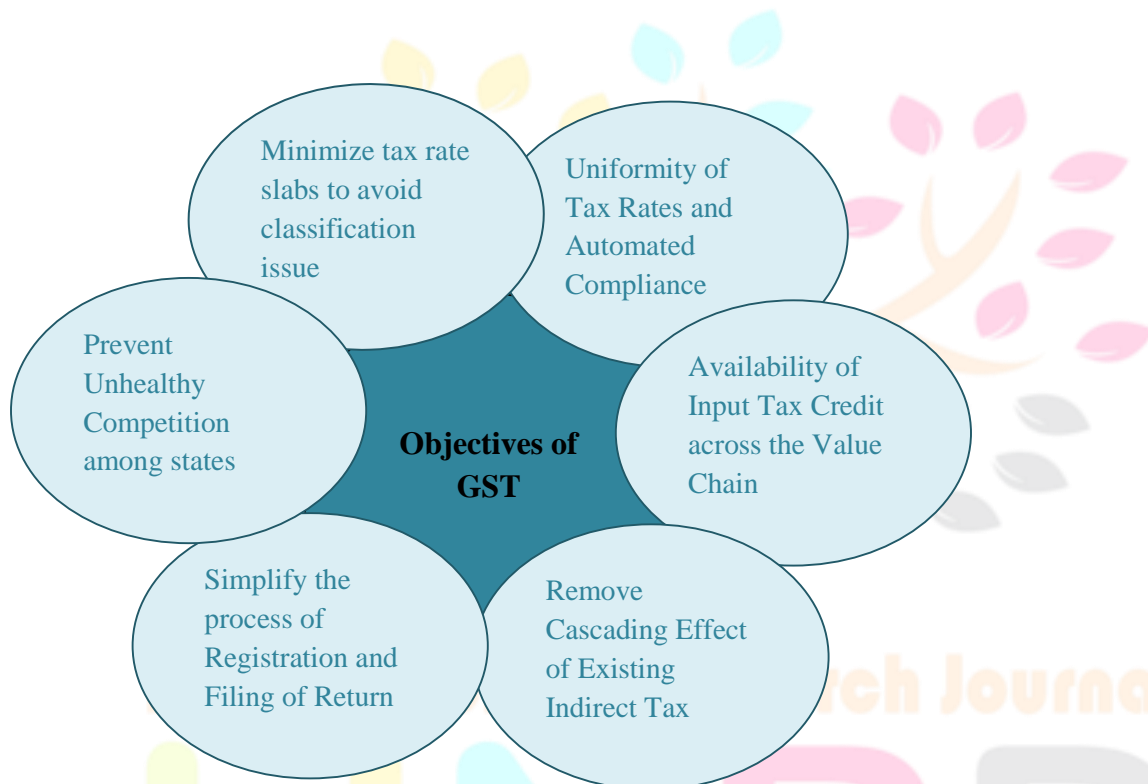 Minimize tax rate
slabs to avoid
classification
issue
Uniformity of
Tax Rates and
Automated
Compliance
Prevent
Unhealthy
Competition
among states
Availability of
Input Tax Credit
across the Value
Chain
Objectives of
GST
Simplify the
process of
Registration and
Filing of Return
Remove
Cascading Effect
of Existing
Indirect Tax